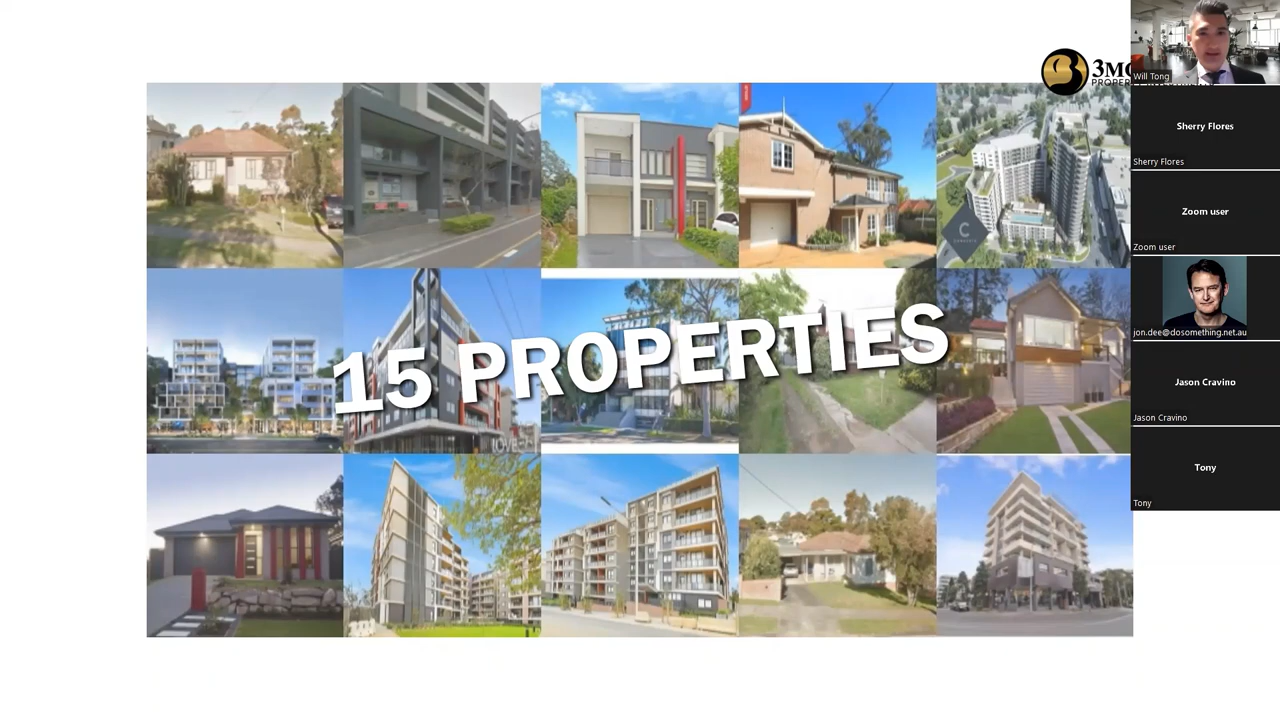 15 PROPERTIES
Will Tong
Sherry Flores
Sherry Flores
Zoom user
Zoom user
jon.dee@dosomething.net.au
Jason Cravino
Jason Cravino
Tony
Tony
C